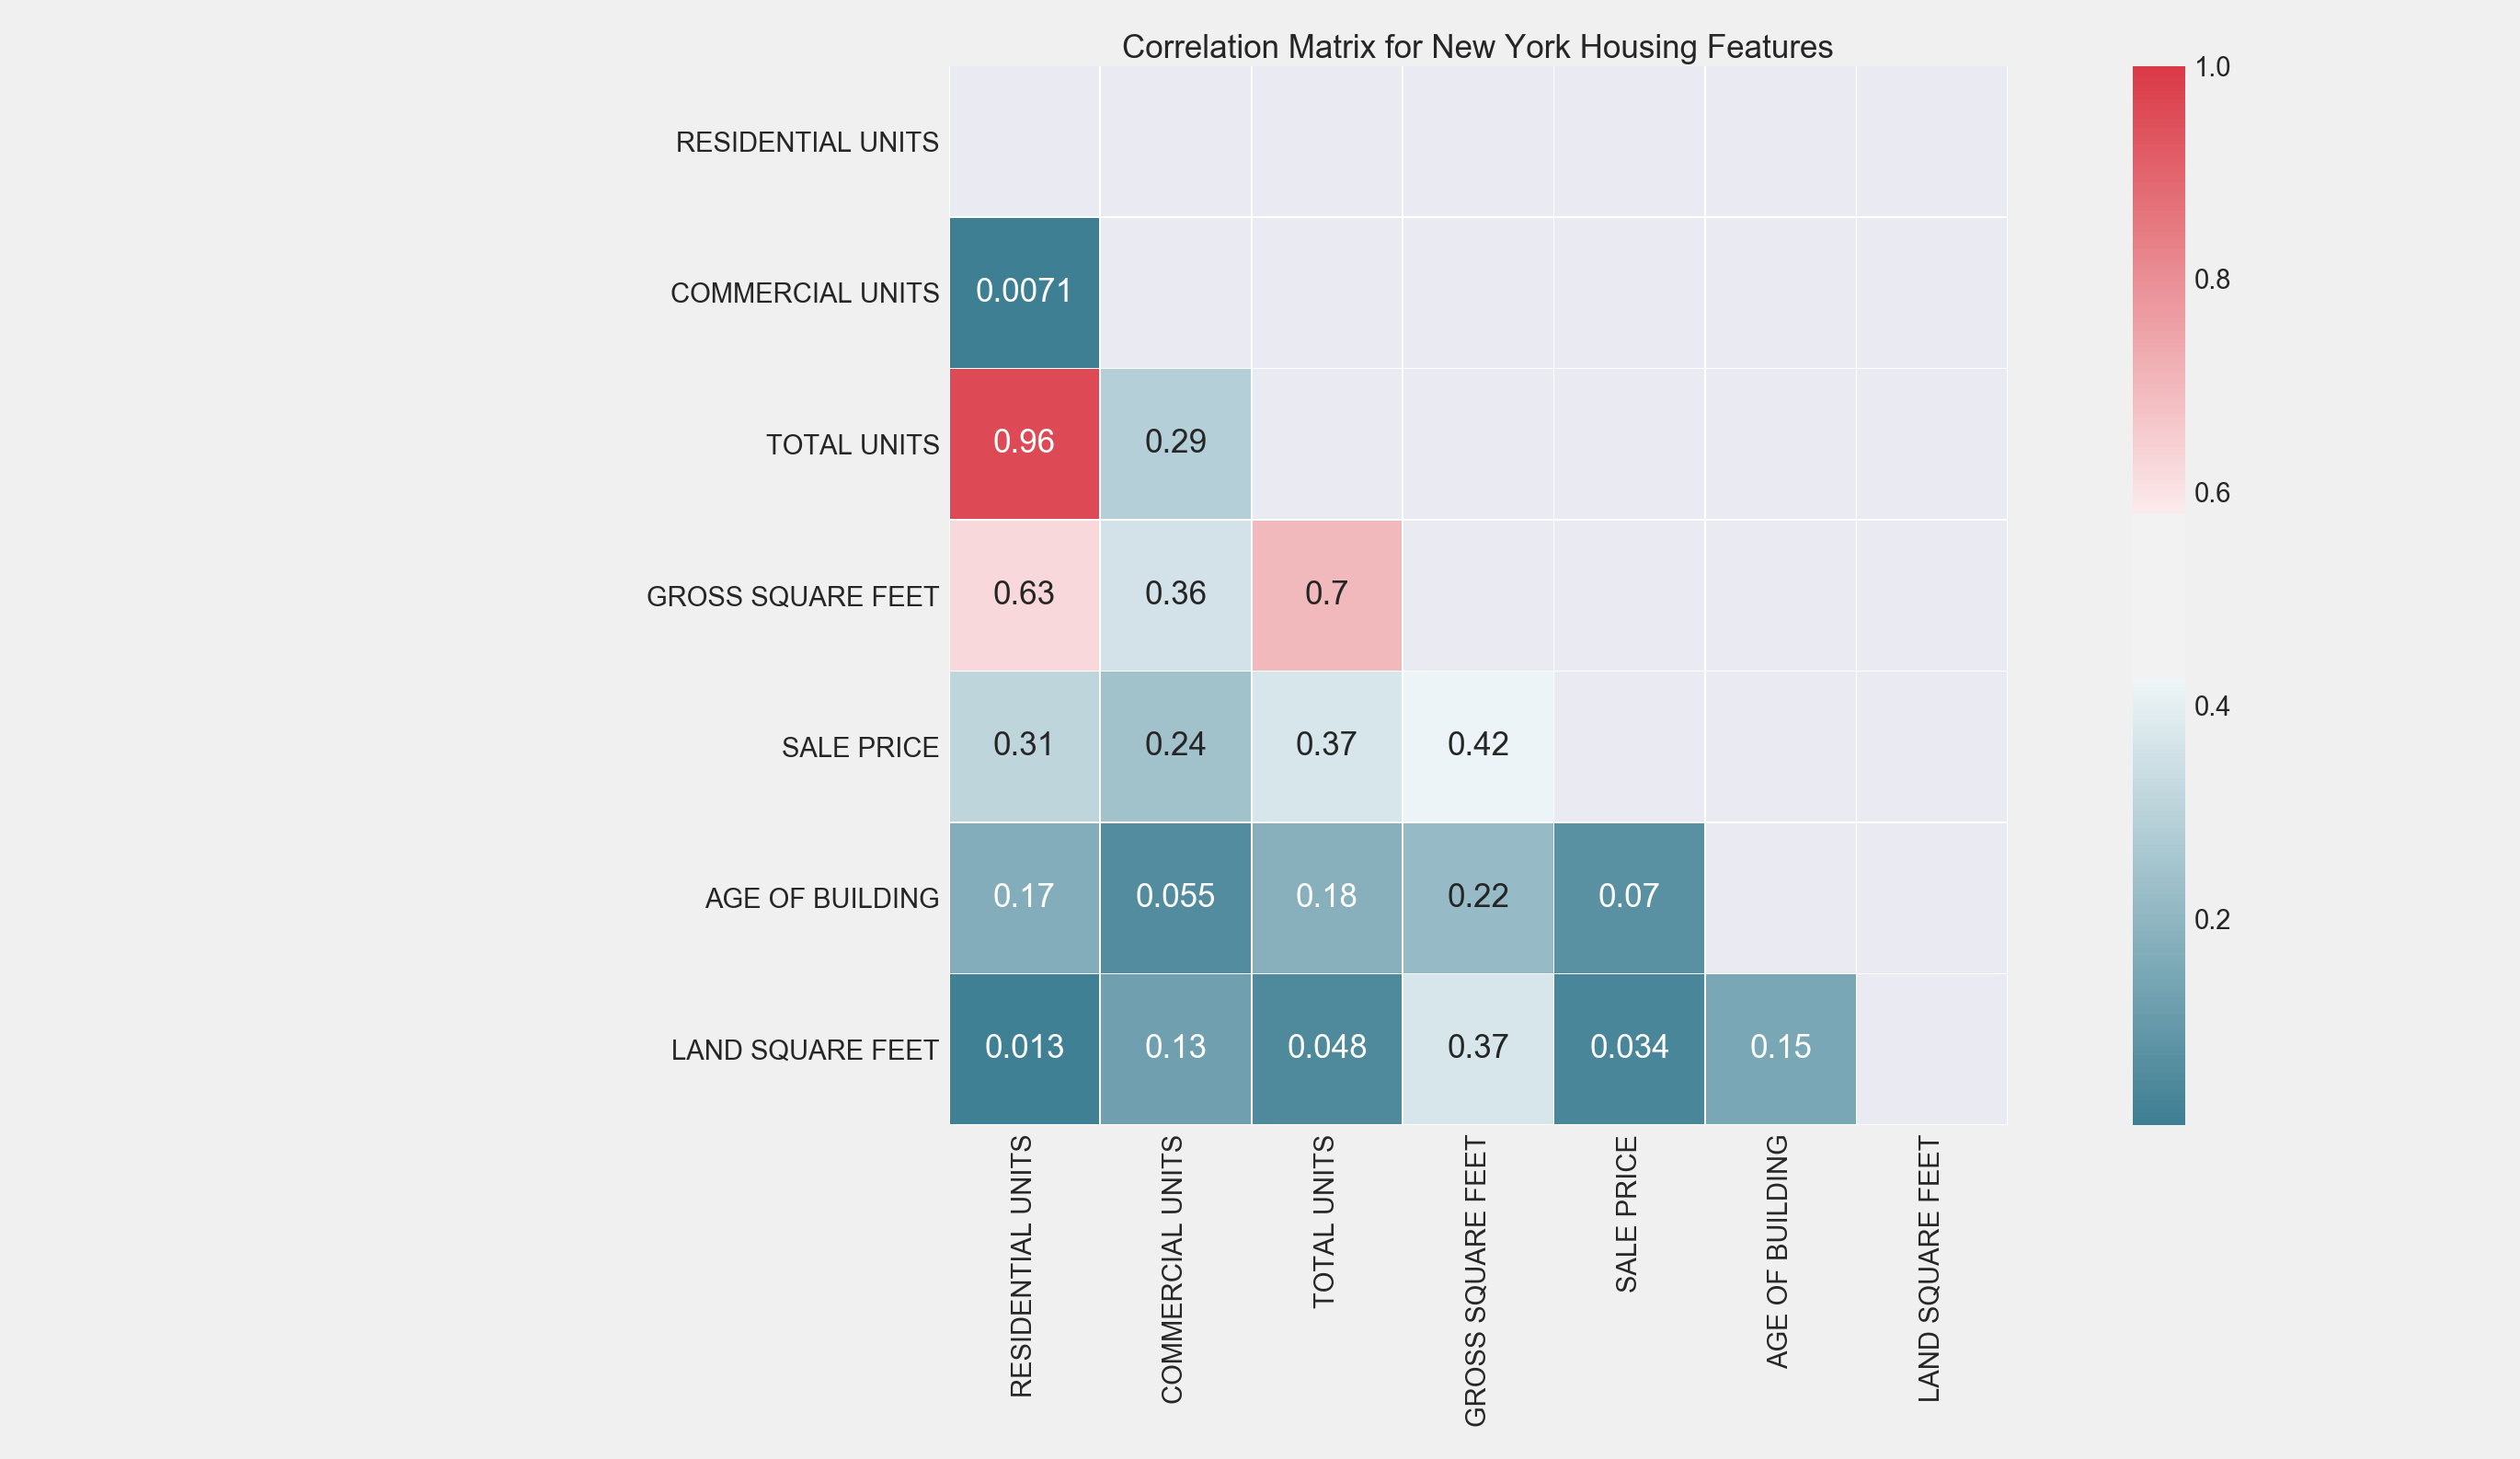 Correlation Matrix for New York Housing Features
1.0
RESIDENTIAL UNITS
0.8
COMMERCIAL UNITS 0.0071
TOTAL UNITS 0.96 0.29
0.6
GROSS SQUARE FEET 0.63 0.36 0.7
0.4
SALE PRICE 0.31 0.24 0.37 0.42
AGE OF BUILDING 0.17 0.055 0.18 0.22 0.07
0.2
LAND SQUARE FEET 0.013 0.13 0.048 0.37 0.034 0.15
RESIDENTIAL UNITS
COMMERCIAL UNITS
TOTAL UNITS
GROSS SQUARE FEET
SALE PRICE
AGE OF BUILDING
LAND SQUARE FEET